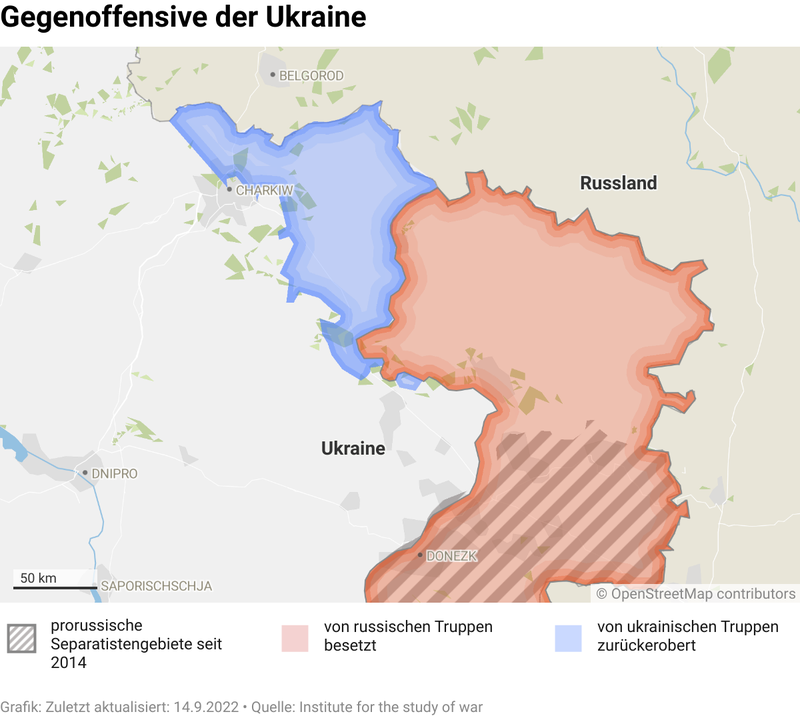 Gegenoffensive der Ukraine
BELGOROD
Russland
CHARKIW
Ukraine
DNIPRO
DONEZK
50 km
SAPORISCHSCHJA
© OpenStreetMap contributors
prorussische
Separatistengebiete seit
2014
von russischen Truppen
besetzt
von ukrainischen Truppen
zurückerobert
Grafik: Zuletzt aktualisiert: 14.9.2022 • Quelle: Institute for the study of war